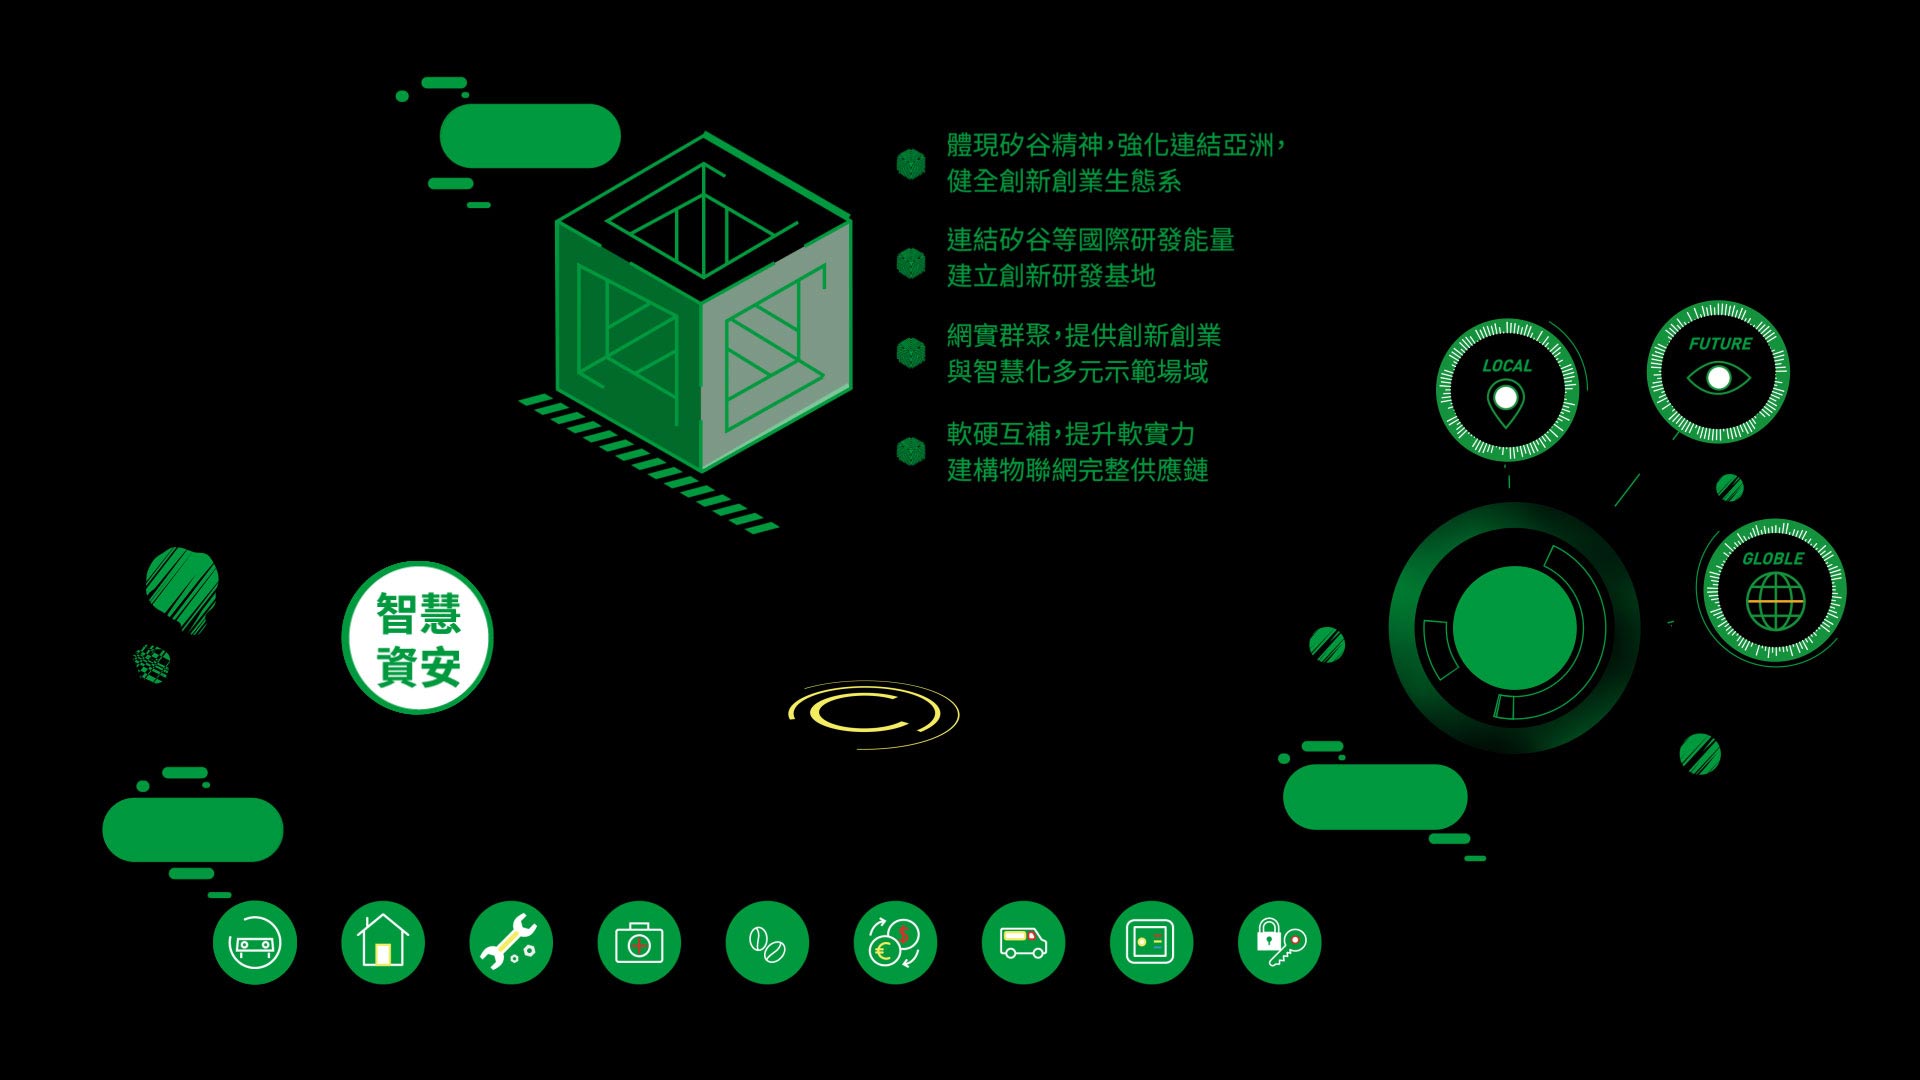 體現矽谷精神，強化連結亞洲，
健全創新創業生態系
連結矽谷等國際研發能量
建立創新研發基地
網實群聚，提供創新創業
與智慧化多元示範場域
軟硬互補，提升軟實力
建構物聯網完整供應鏈
LOCAL
FUTURE
GLOBLE
智慧
資安